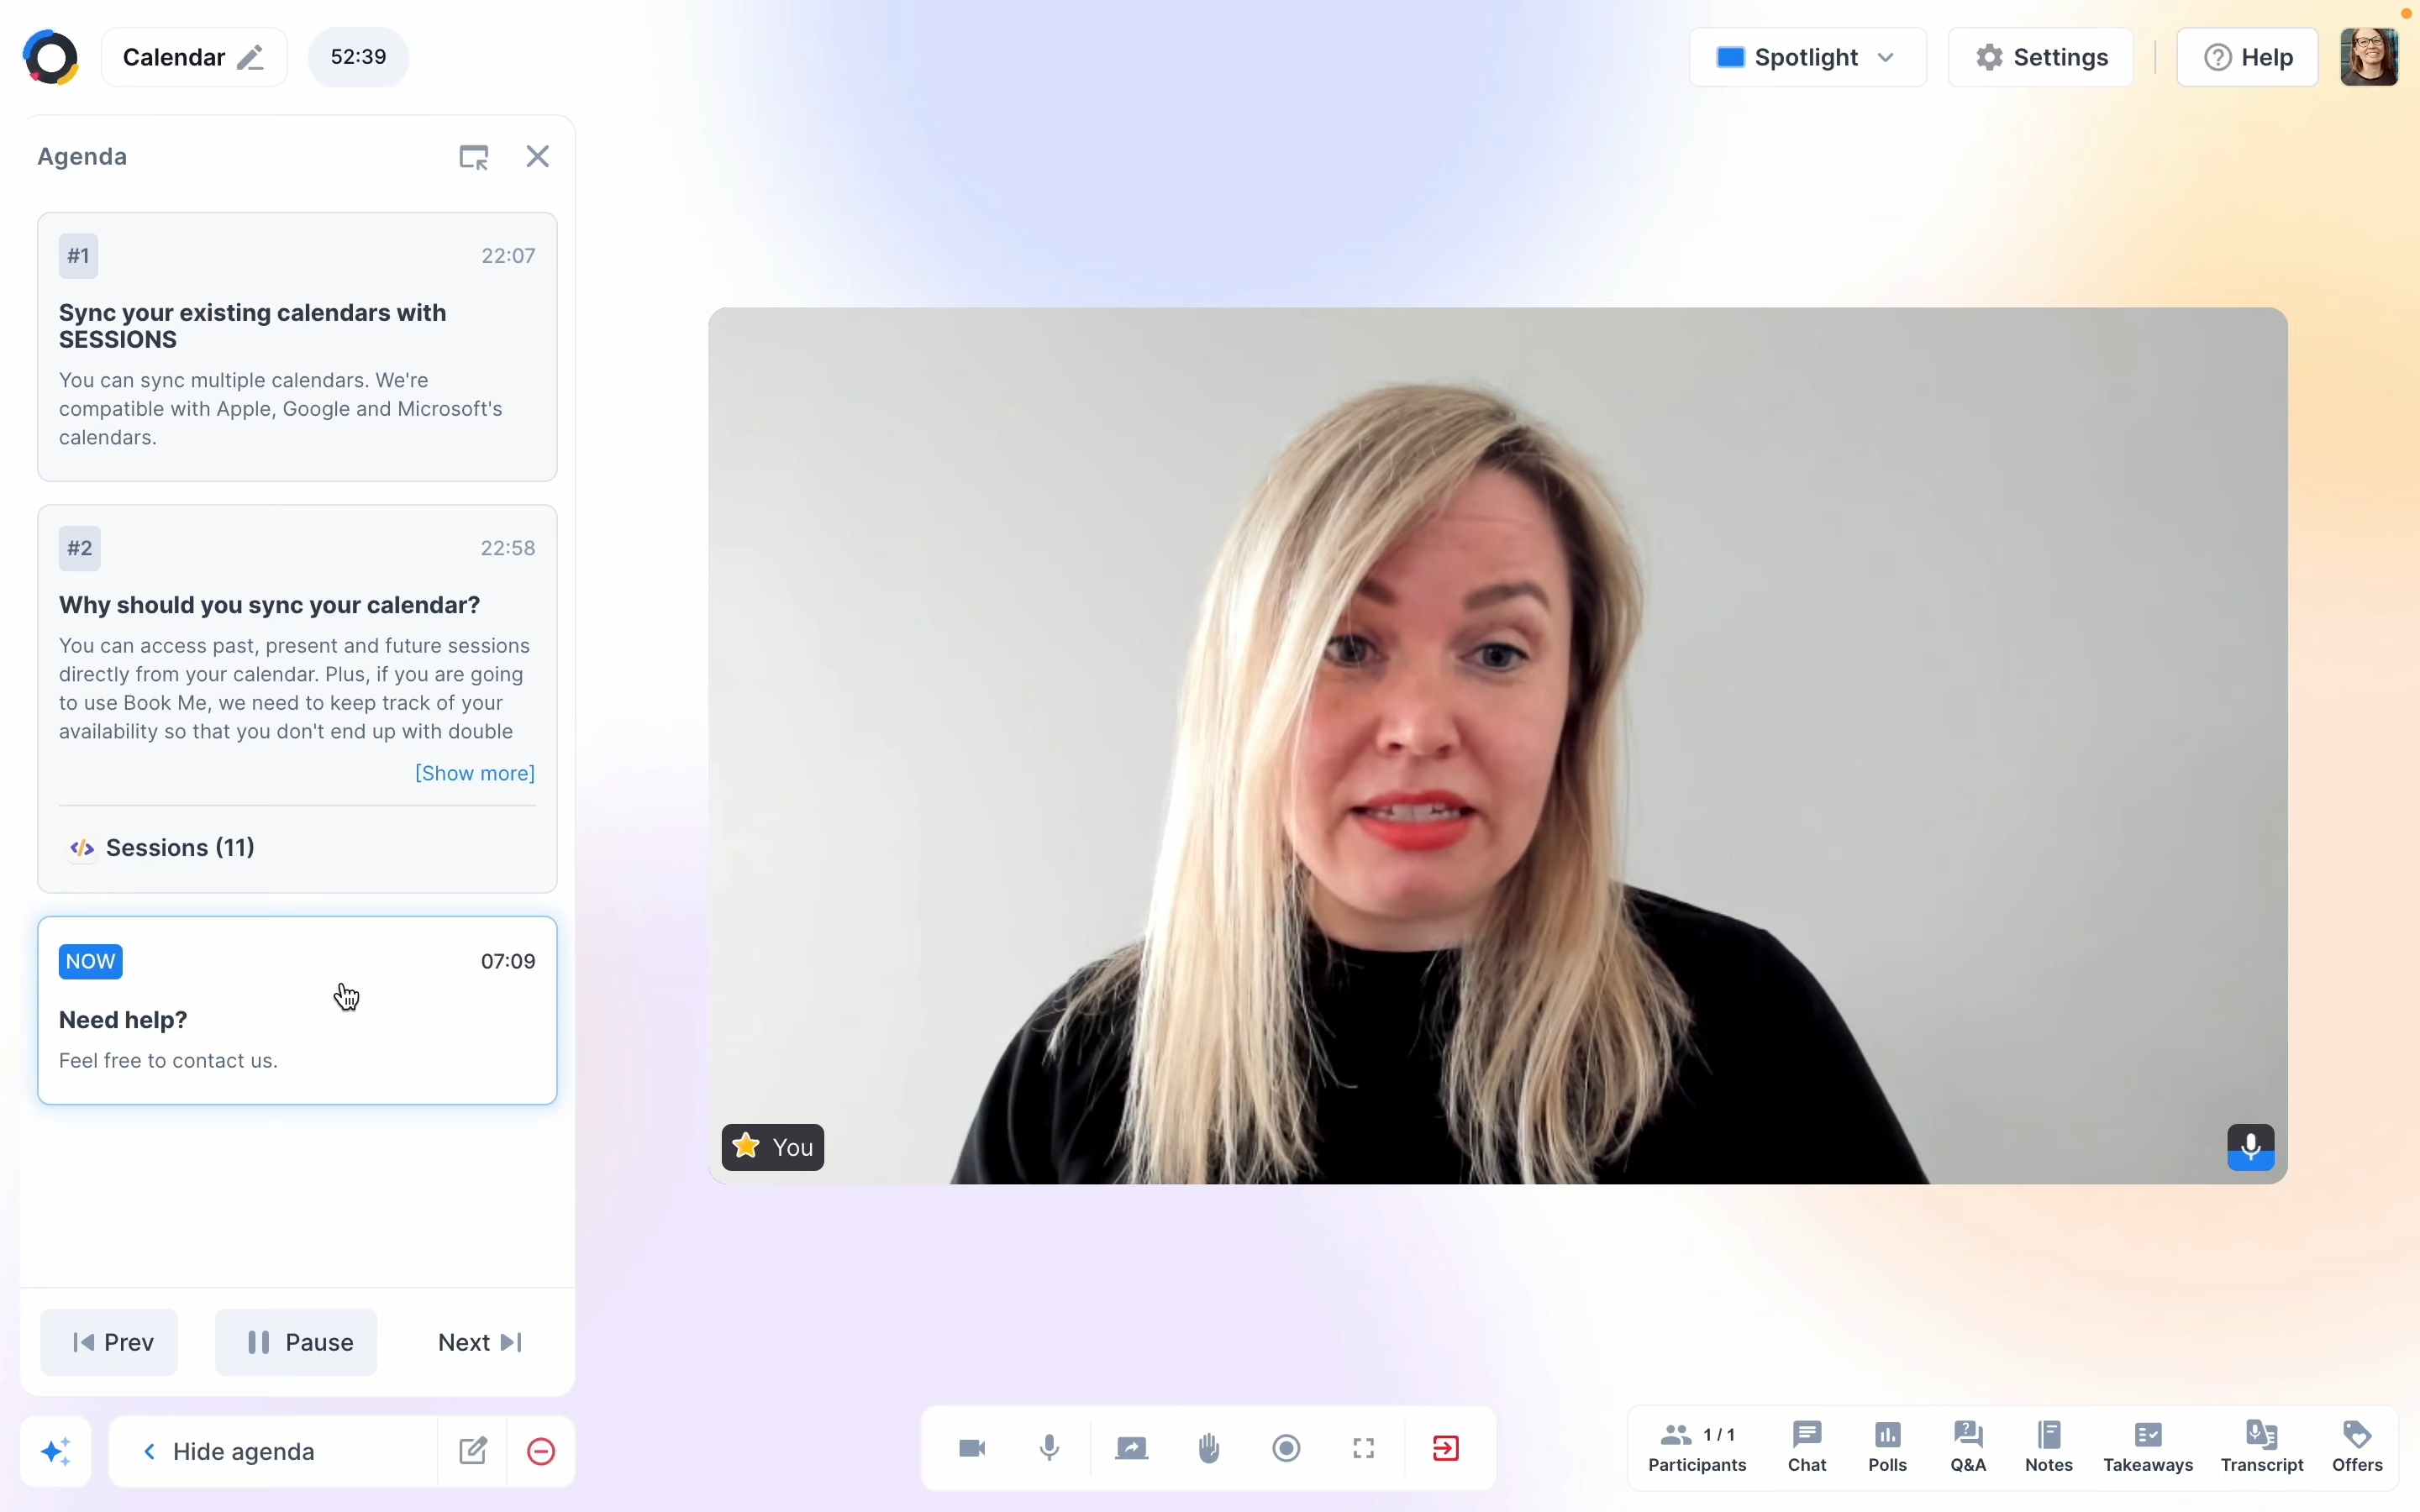 Calendar
52:39
Spotlight
Settings
Help
Agenda
#1
22:07
Sync your existing calendars with
SESSIONS
You can sync multiple calendars. We're
compatible with Apple, Google and Microsoft's
calendars.
#2
22:58
Why should you sync your calendar?
You can access past, present and future sessions
directly from your calendar. Plus, if you are going
to use Book Me, we need to keep track of your
availability so that you don't end up with double
[Show more]
Sessions (11)
NOW
07:09
Need help?
Feel free to contact us.
You
Prev
Pause
Next
Hide agenda
1 / 1
Participants
Chat
Polls
Q&A
Notes
Takeaways
Transcript
Offers